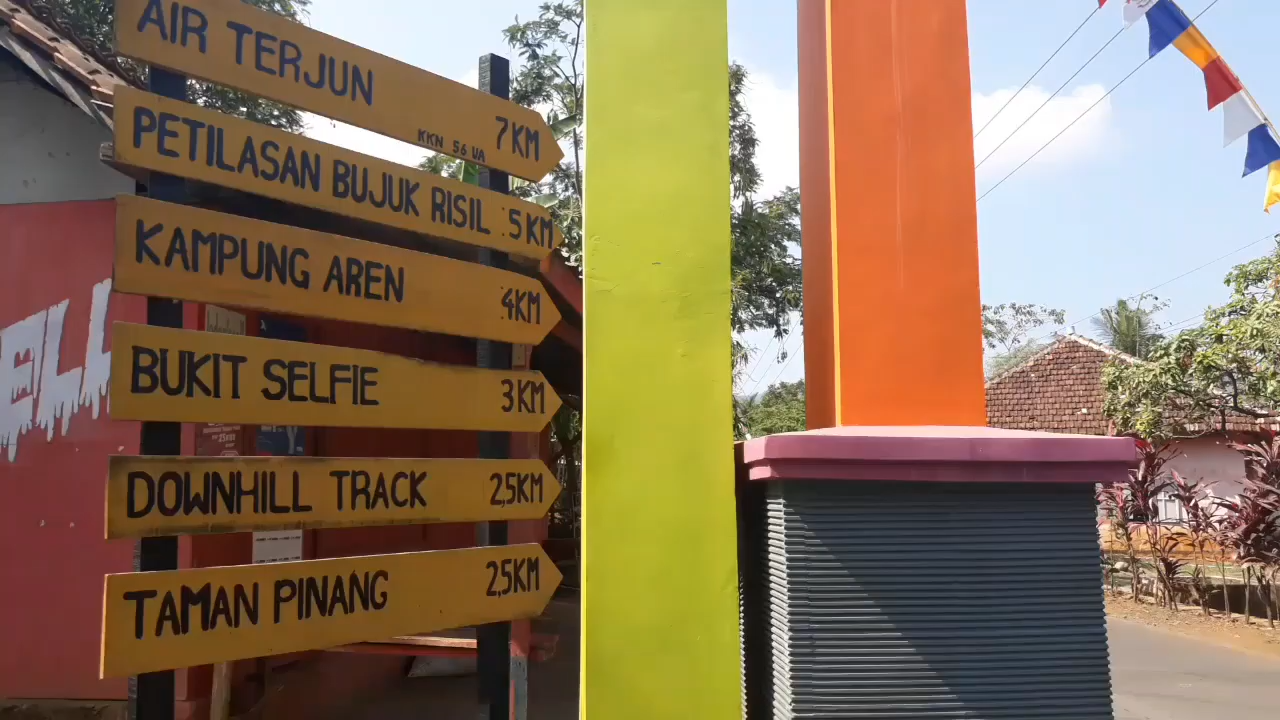 AIR TERJUN 7KM
KKN 56 UA
PETILASAN BUJUK RISIL :5KM
KAMPUNG AREN :4KM
BUKIT SELFIE 3KM
DOWNHILL TRACK 2,5KM
TAMAN PINANG 2,5KM